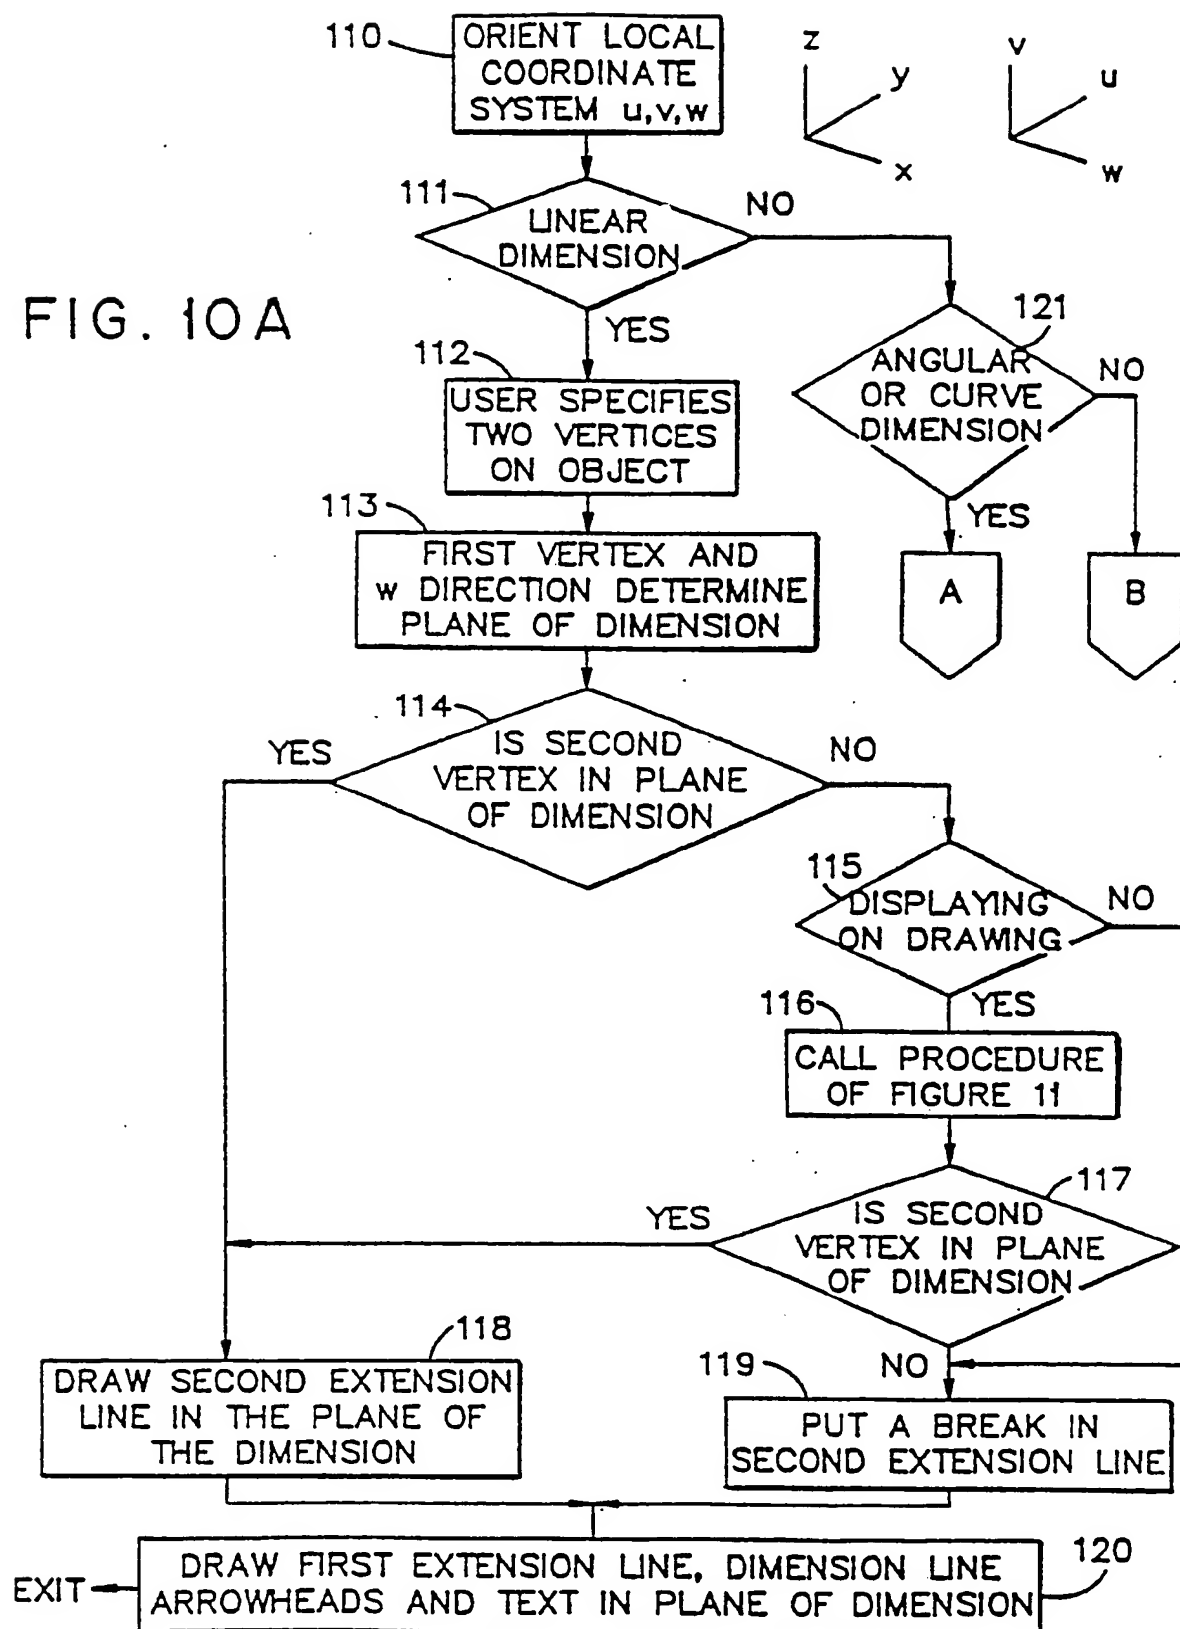 110
ORIENT LOCAL
COORDINATE
SYSTEM u,v,w
z
y
x
v
u
w
111
LINEAR
DIMENSION
NO
YES
FIG. 10A
121
ANGULAR
OR CURVE
DIMENSION
NO
YES
A
B
112
USER SPECIFIES
TWO VERTICES
ON OBJECT
113
FIRST VERTEX AND
w DIRECTION DETERMINE
PLANE OF DIMENSION
114
IS SECOND
VERTEX IN PLANE
OF DIMENSION
YES
NO
115
DISPLAYING
ON DRAWING
NO
YES
116
CALL PROCEDURE
OF FIGURE 11
117
IS SECOND
VERTEX IN PLANE
OF DIMENSION
YES
NO
118
DRAW SECOND EXTENSION
LINE IN THE PLANE OF
THE DIMENSION
119
PUT A BREAK IN
SECOND EXTENSION LINE
120
DRAW FIRST EXTENSION LINE, DIMENSION LINE
ARROWHEADS AND TEXT IN PLANE OF DIMENSION
EXIT